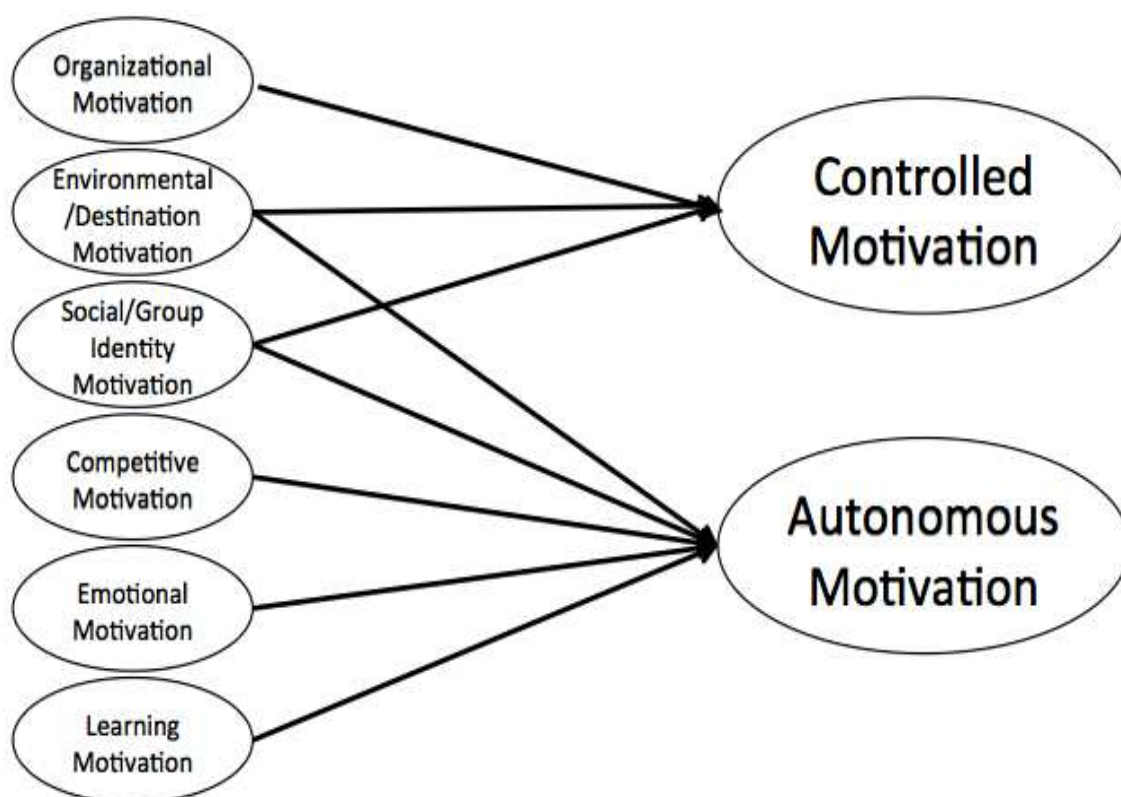 Organizational
Motivation
Environmental
/Destination
Motivation
Social/Group
Identity
Motivation
Competitive
Motivation
Emotional
Motivation
Learning
Motivation
Controlled
Motivation
Autonomous
Motivation